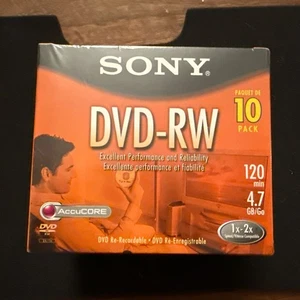 SONY.
PAQUET DE
10
PACK
DVD-RW
Excellent Performance and Reliability
Excellente performance et fiabilité
120
min
4.7
GB/Go
AccuCORE
DVD
1x-2x
DVD Re-Recordable • DVD Ré-Enregistrable